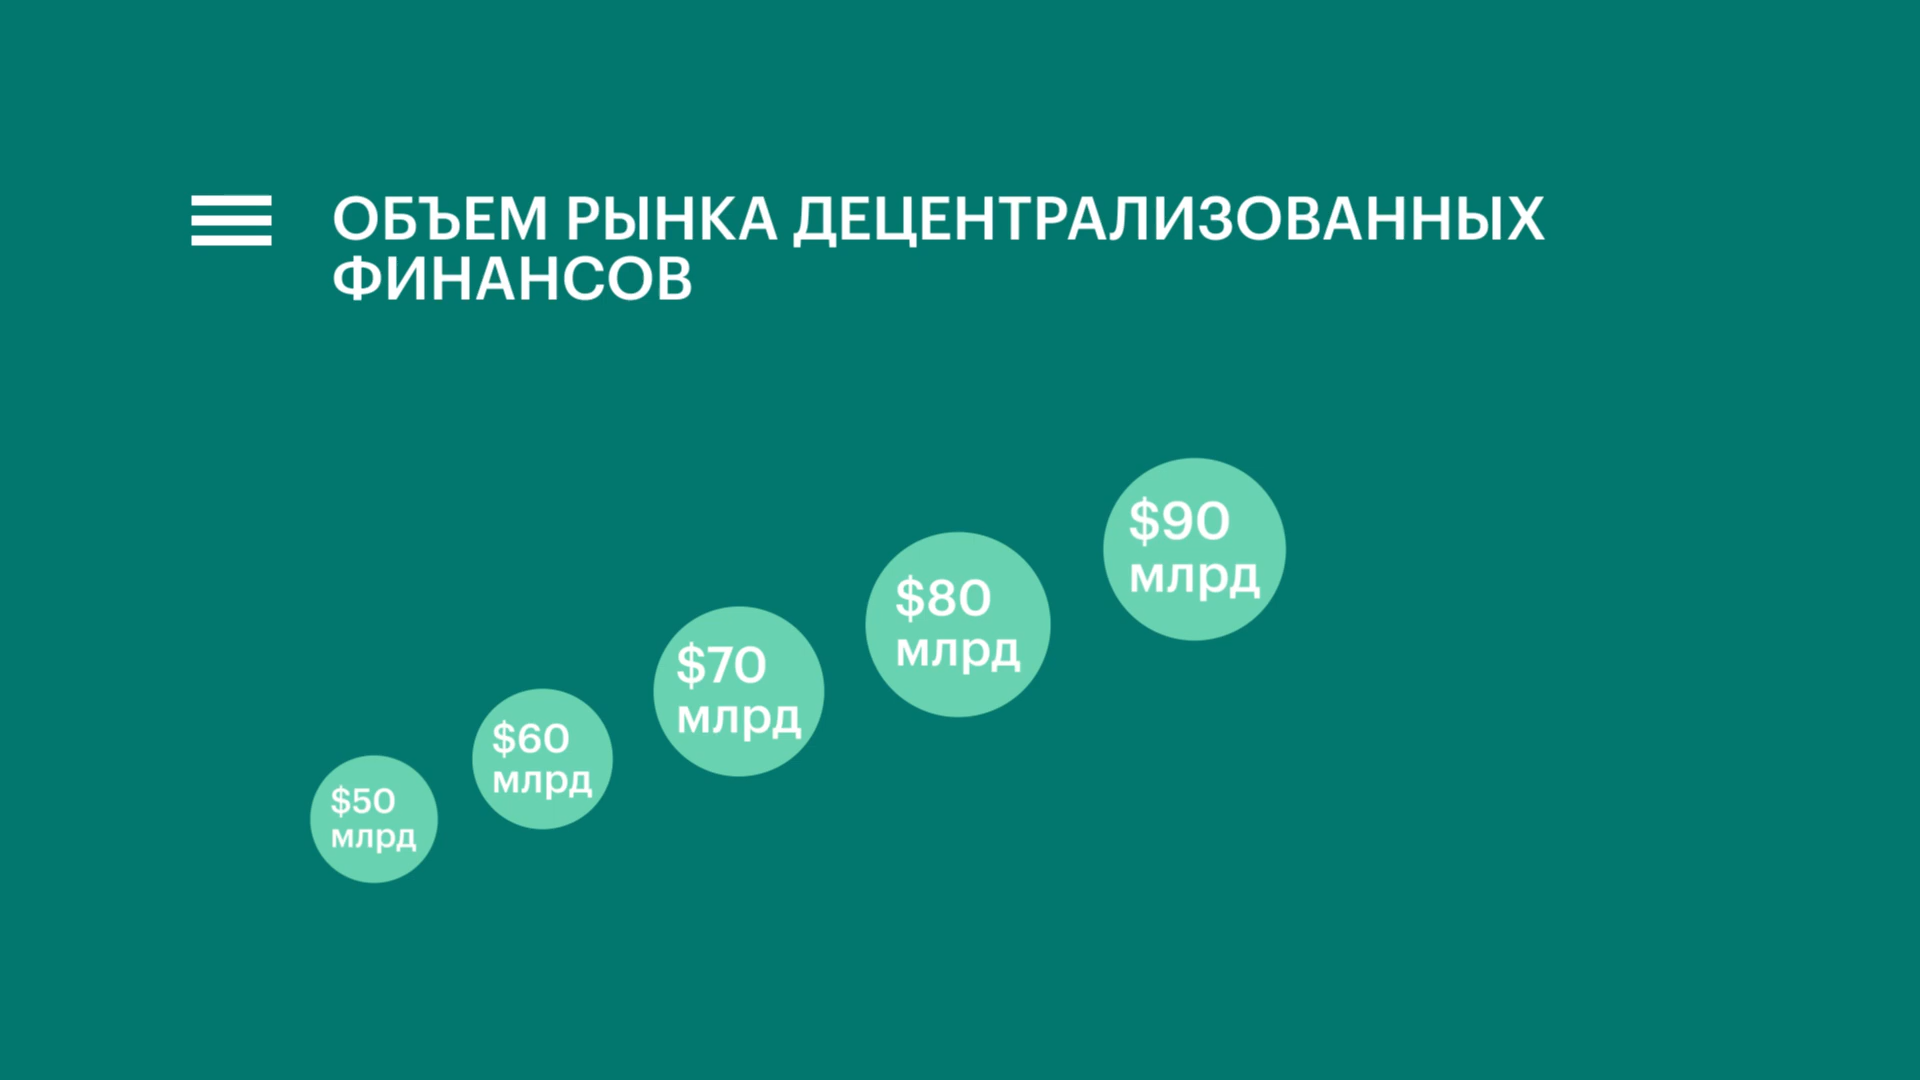 ОБЪЕМ РЫНКА ДЕЦЕНТРАЛИЗОВАННЫХ
ФИНАНСОВ
$50
млрд
$60
млрд
$70
млрд
$80
млрд
$90
млрд